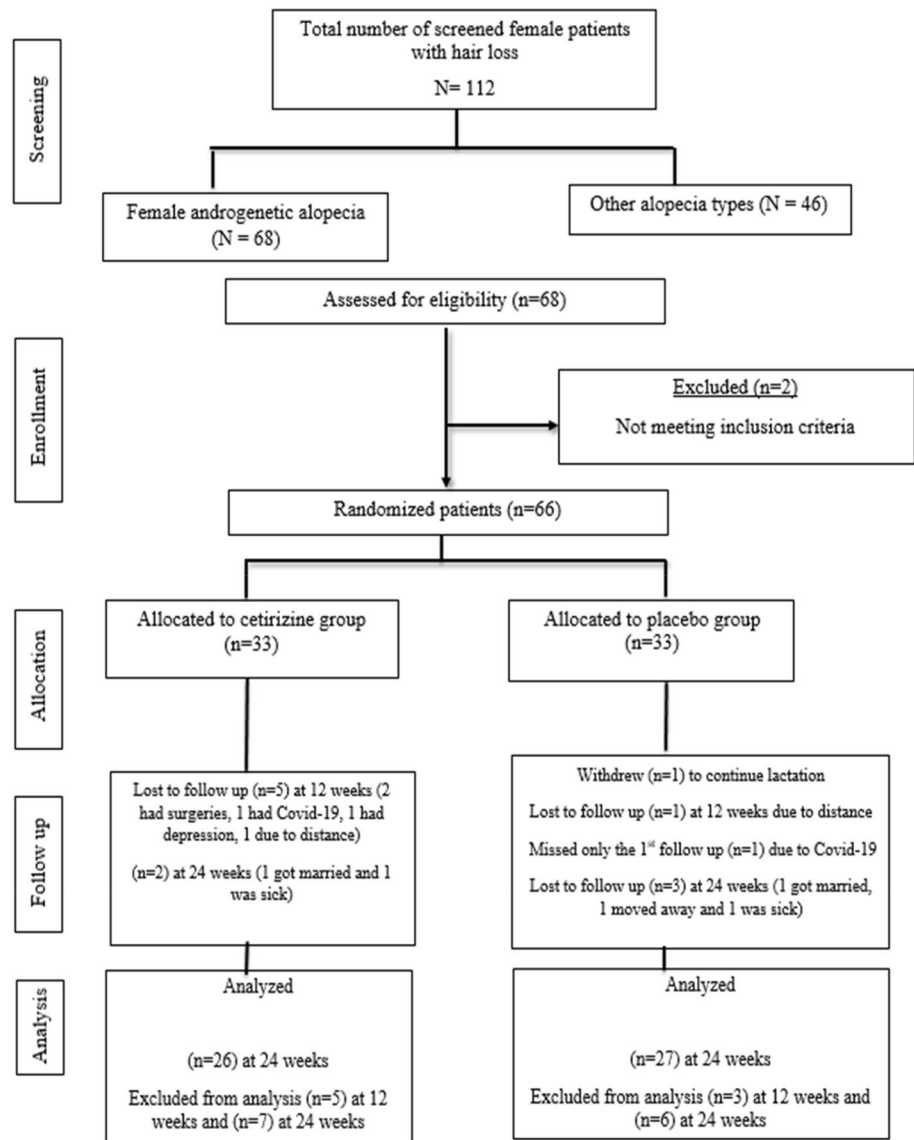 Screening
Total number of screened female patients
with hair loss
N= 112
Female androgenetic alopecia
(N = 68)
Other alopecia types (N = 46)
Enrollment
Assessed for eligibility (n=68)
Excluded (n=2)
Not meeting inclusion criteria
Randomized patients (n=66)
Allocation
Allocated to cetirizine group
(n=33)
Allocated to placebo group
(n=33)
Follow up
Lost to follow up (n=5) at 12 weeks (2
had surgeries, 1 had Covid-19, 1 had
depression, 1 due to distance)
(n=2) at 24 weeks (1 got married and 1
was sick)
Withdrew (n=1) to continue lactation
Lost to follow up (n=1) at 12 weeks due to distance
Missed only the 1st follow up (n=1) due to Covid-19
Lost to follow up (n=3) at 24 weeks (1 got married,
1 moved away and 1 was sick)
Analysis
Analyzed
(n=26) at 24 weeks
Excluded from analysis (n=5) at 12
weeks and (n=7) at 24 weeks
Analyzed
(n=27) at 24 weeks
Excluded from analysis (n=3) at 12 weeks and
(n=6) at 24 weeks